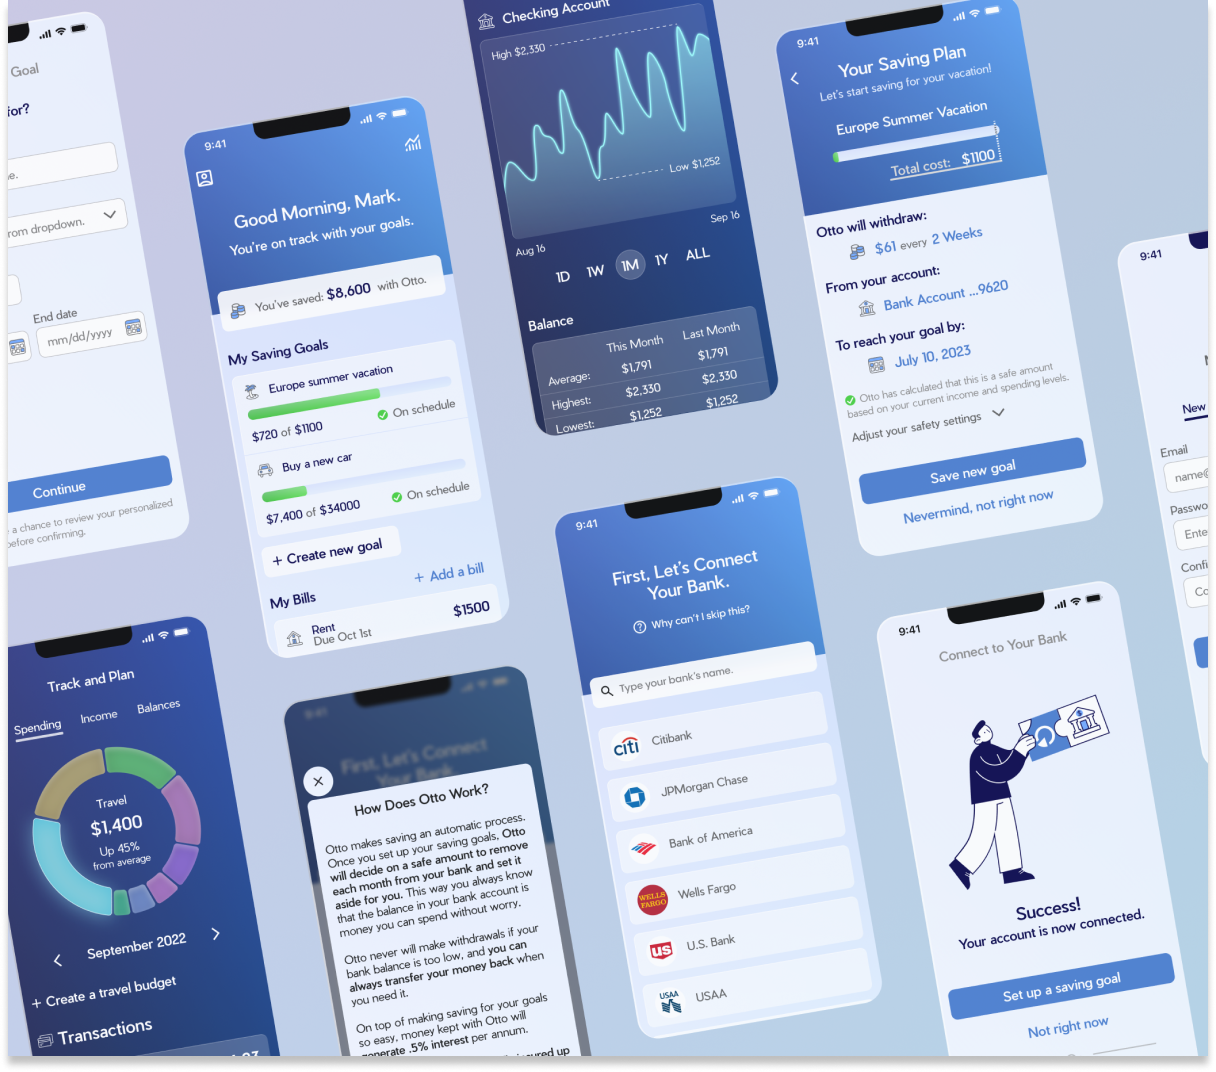 Goal
for?
e.
rom dropdown.
End date
mm/dd/yyyy
Continue
a chance to review your personalized
before confirming.
9:41
Good Morning, Mark.
You're on track with your goals.
You've saved: $8,600 with Otto.
My Saving Goals
Europe summer vacation
$720 of $1100
On schedule
Buy a new car
$7,400 of $34000
On schedule
+ Create new goal
+ Add a bill
My Bills
Rent
Due Oct 1st
$1500
Checking Account
High $2,330
Low $1,252
Aug 16
Sep 16
1D 1W 1M 1Y ALL
Balance
This Month Last Month
Average: $1,791 $1,791
Highest: $2,330 $2,330
Lowest: $1,252 $1,252
9:41
Your Saving Plan
Let's start saving for your vacation!
Europe Summer Vacation
Total cost: $1100
Otto will withdraw:
$61 every 2 Weeks
From your account:
Bank Account ...9620
To reach your goal by:
July 10, 2023
Otto has calculated that this is a safe amount
based on your current income and spending levels.
Adjust your safety settings
Save new goal
Nevermind, not right now
9:41
New
Email
name@
Passwo
Ente
Confi
Co
Track and Plan
Spending Income Balances
Travel
$1,400
Up 45%
from average
September 2022
+ Create a travel budget
Transactions
9:41
First, Let's Connect
Your Bank
How Does Otto Work?
Otto makes saving an automatic process.
Once you set up your saving goals, Otto
will decide on a safe amount to remove
each month from your bank and set it
aside for you. This way you always know
that the balance in your bank account is
money you can spend without worry.
Otto never will make withdrawals if your
bank balance is too low, and you can
always transfer your money back when
you need it.
On top of making saving for your goals
so easy, money kept with Otto will
generate .5% interest per annum.
insured up
9:41
First, Let's Connect
Your Bank.
Why can't I skip this?
Type your bank's name.
citi
Citibank
JPMorgan Chase
Bank of America
WELLS
FARGO
Wells Fargo
us
U.S. Bank
USAA
USAA
9:41
Connect to Your Bank
Success!
Your account is now connected.
Set up a saving goal
Not right now